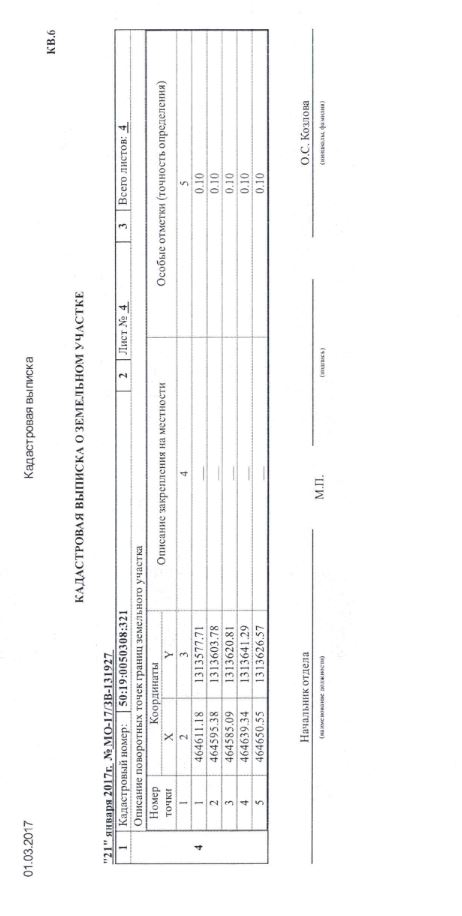 01.03.2017 Кадастровая выписка
КВ.6
КАДАСТРОВАЯ ВЫПИСКА О ЗЕМЕЛЬНОМ УЧАСТКЕ
"21" января 2017г. № МО-17/ЗВ-131927
1 Кадастровый номер: 50:19:0050308:321 2 Лист № 4 3 Всего листов: 4
4 Описание поворотных точек границ земельного участка
Номер точки Координаты Описание закрепления на местности Особые отметки (точность определения)
X Y
1 2 3 4 5
1 464611.18 1313577.71 — 0.10
2 464595.38 1313603.78 — 0.10
3 464585.09 1313620.81 — 0.10
4 464639.34 1313641.29 — 0.10
5 464650.55 1313626.57 — 0.10
Начальник отдела О.С. Козлова
(наименование должности) М.П. (подпись) (инициалы, фамилия)